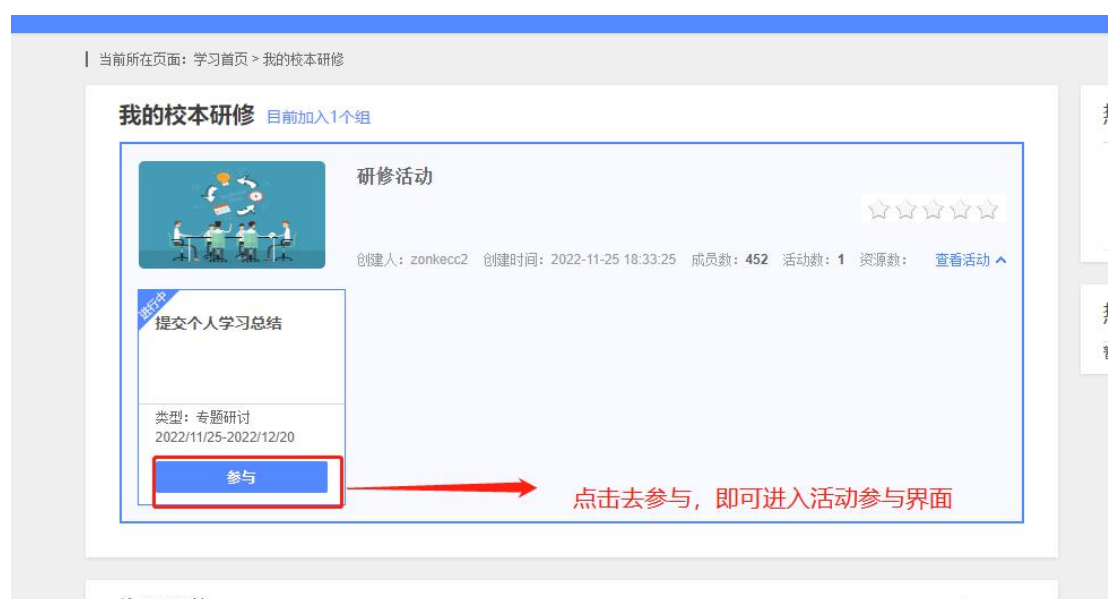 当前所在页面：学习首页 > 我的校本研修
我的校本研修 目前加入1个组
研修活动
创建人：zonkecc2 创建时间：2022-11-25 18:33:25 成员数：452 活动数：1 资源数： 查看活动
进行中
提交个人学习总结
类型：专题研讨
2022/11/25-2022/12/20
参与
点击去参与，即可进入活动参与界面